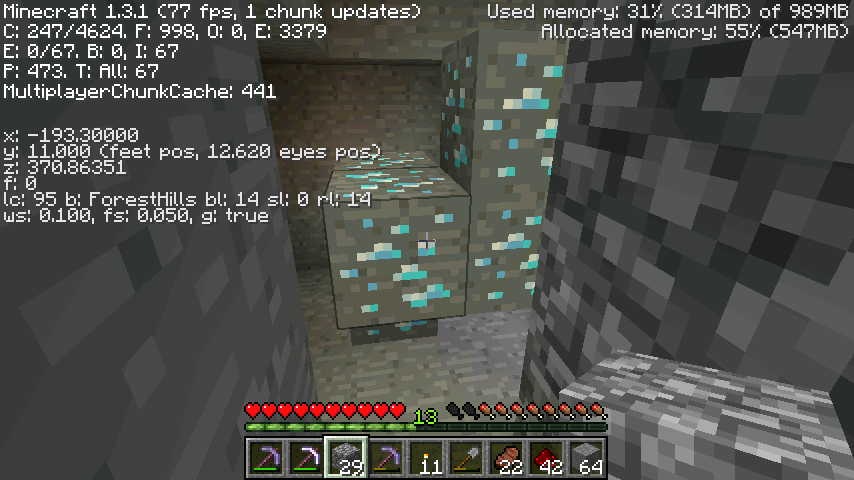 Minecraft 1.3.1 (77 fps, 1 chunk updates)
Used memory: 31% (314MB) of 989MB
C: 247/4624. F: 998, O: 0, E: 3379
Allocated memory: 55% (547MB)
E: 0/67. B: 0, I: 67
P: 473. T: All: 67
MultiplayerChunkCache: 441
x: -193.30000
y: 11.000 (feet pos, 12.620 eyes pos)
z: 370.86351
f: 0
lc: 95 b: ForestHills bl: 14 sl: 0 rl: 14
ws: 0.100, fs: 0.050, g: true
13
29 11 22 42 64